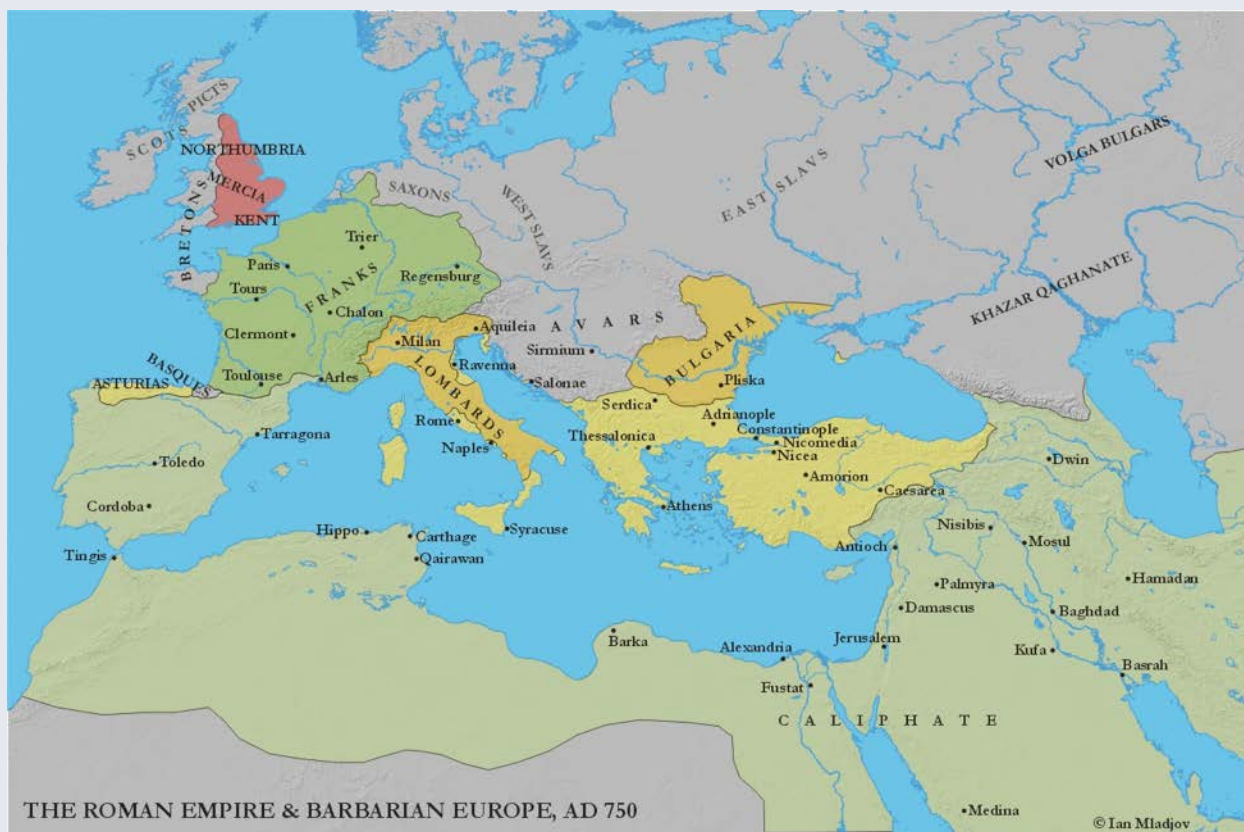 PICTS
SCOTS
NORTHUMBRIA
VOLGA BULGARS
MERCIA
SAXONS
EAST SLAVS
WEST SLAVS
BRETONS
KENT
Trier
Paris
FRANKS
Regensburg
KHAZAR QAGHANATE
Tours
Chalon
Clermont
AVARS
Aquileia
Milan
Sirmium
BULGARIA
BASQUES
Ravenna
ASTURIAS
Toulouse
Arles
LOMBARDS
Salonae
Pliska
Serdica
Adrianople
Rome
Constantinople
Tarragona
Thessalonica
Nicomedia
Naples
Nicea
Toledo
Dwin
Amorion
Caesarea
Cordoba
Athens
Hippo
Syracuse
Nisibis
Carthage
Mosul
Tingis
Qairawan
Antioch
Hamadan
Palmyra
Damascus
Baghdad
Barka
Alexandria
Jerusalem
Kufa
Basrah
Fustat
CALIPHATE
THE ROMAN EMPIRE & BARBARIAN EUROPE, AD 750
Medina
© Ian Mladjov